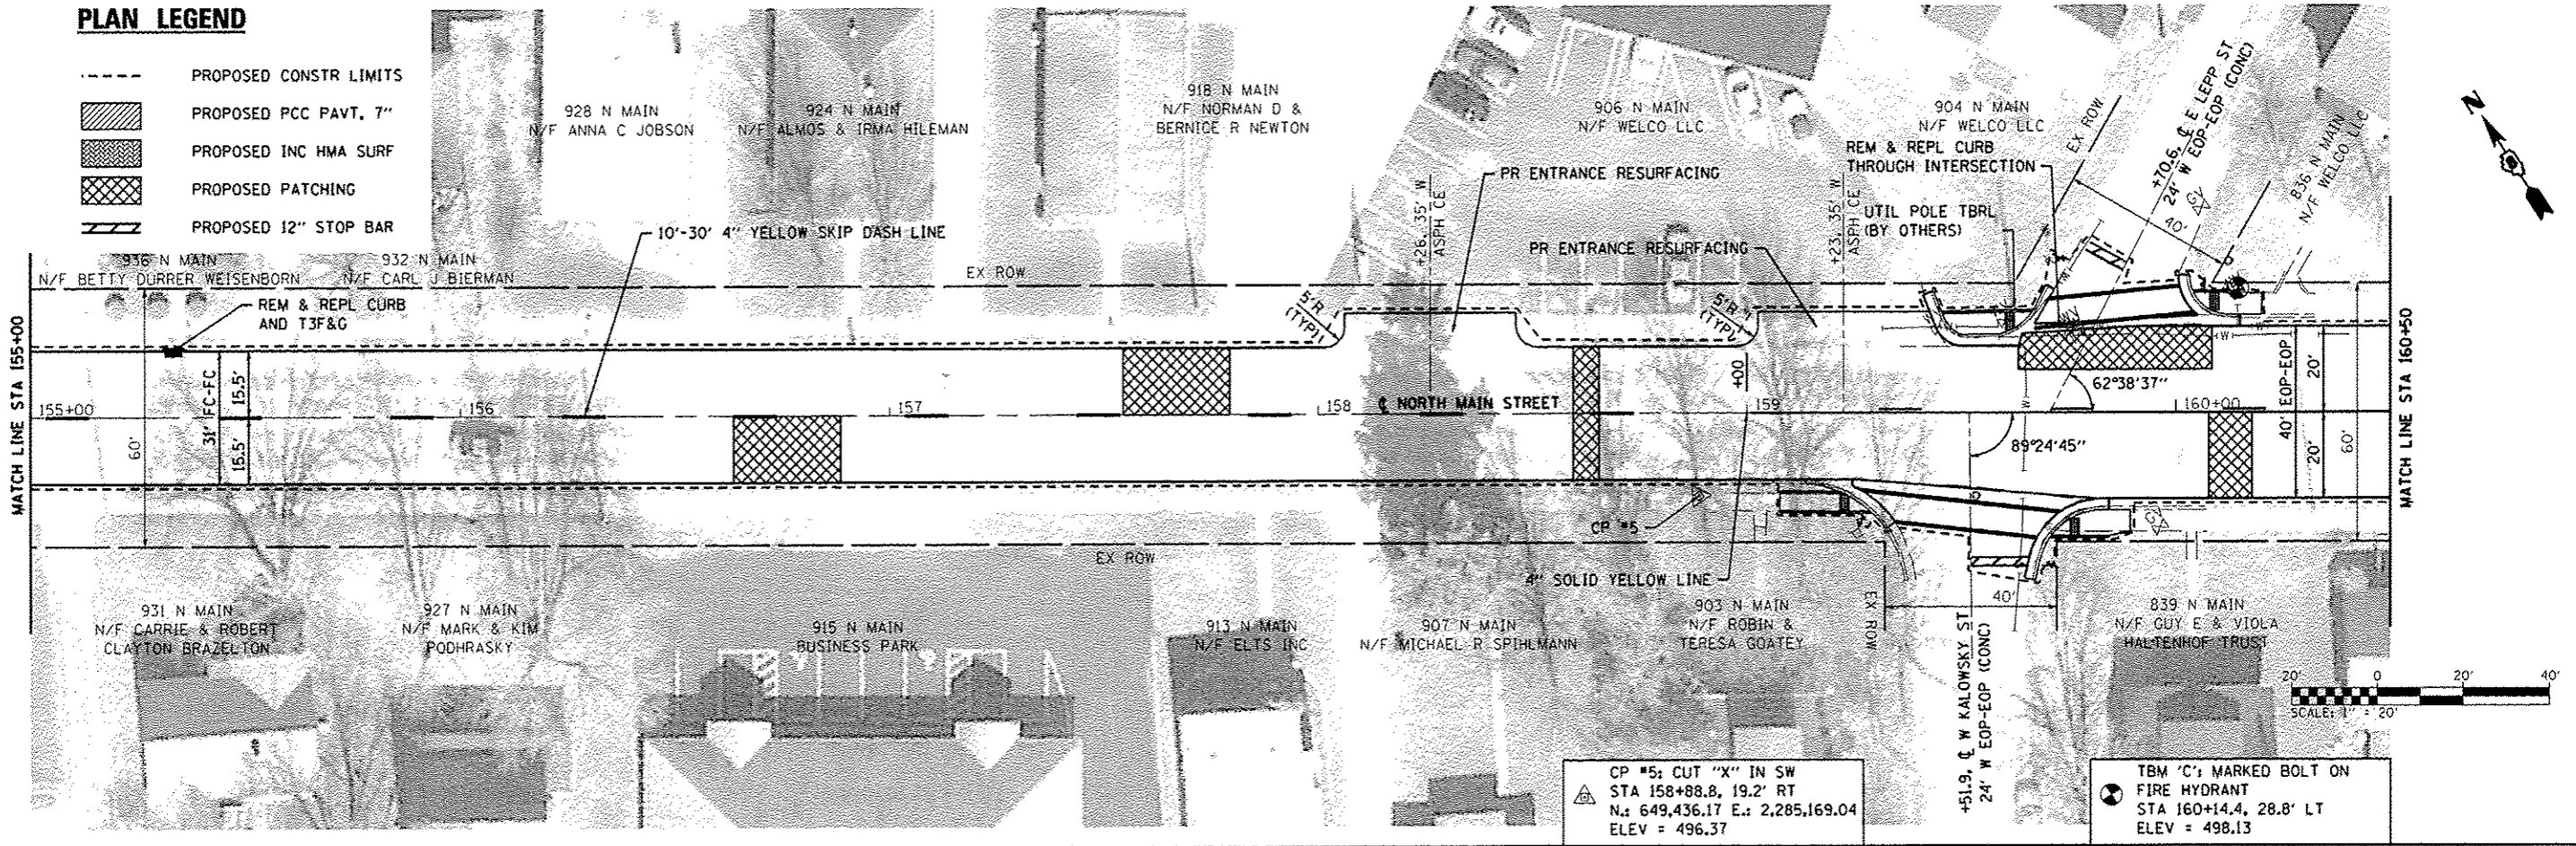 PLAN LEGEND
PROPOSED CONSTR LIMITS
PROPOSED PCC PAVT, 7"
PROPOSED INC HMA SURF
PROPOSED PATCHING
PROPOSED 12" STOP BAR
928 N MAIN
N/F ANNA C JOBSON
924 N MAIN
N/F ALMOS & IRMA HILEMAN
918 N MAIN
N/F NORMAN D &
BERNICE R NEWTON
906 N MAIN
N/F WELCO LLC
904 N MAIN
N/F WELCO LLC
REM & REPL CURB
THROUGH INTERSECTION
EX ROW
+70.6, ℄ E LEPP ST
24' W EOP-EOP (CONC)
836 N MAIN
N/F WELCO LLC
N
PR ENTRANCE RESURFACING
+26, 35' W
ASPH CE
UTIL POLE TBRL
(BY OTHERS)
+23, 35' W
ASPH CE
GV
40'
10'-30' 4" YELLOW SKIP DASH LINE
PR ENTRANCE RESURFACING
936 N MAIN
N/F BETTY DURRER WEISENBORN
932 N MAIN
N/F CARL J BIERMAN
EX ROW
REM & REPL CURB
AND T3F&G
5'R
(TYP)
5'R
(TYP)
MATCH LINE STA 155+00
155+00
60'
31' FC-FC
15.5'
15.5'
156
157
158
℄ NORTH MAIN STREET
+00
159
62°38'37"
160+00
89°24'45"
40' EOP-EOP
20'
20'
60'
MATCH LINE STA 160+50
CP #5
EX ROW
4" SOLID YELLOW LINE
931 N MAIN
N/F CARRIE & ROBERT
CLAYTON BRAZELTON
927 N MAIN
N/F MARK & KIM
PODHRASKY
915 N MAIN
BUSINESS PARK
913 N MAIN
N/F ELTS INC
907 N MAIN
N/F MICHAEL R SPIHLMANN
903 N MAIN
N/F ROBIN &
TERESA GOATEY
EX ROW
40'
839 N MAIN
N/F GUY E & VIOLA
HALTENHOF TRUST
+51.9, ℄ W KALOWSKY ST
24' W EOP-EOP (CONC)
20' 0 20' 40'
SCALE: 1" = 20'
CP #5: CUT "X" IN SW
STA 158+88.8, 19.2' RT
N.: 649,436.17 E.: 2,285,169.04
ELEV = 496.37
TBM 'C': MARKED BOLT ON
FIRE HYDRANT
STA 160+14.4, 28.8' LT
ELEV = 498.13